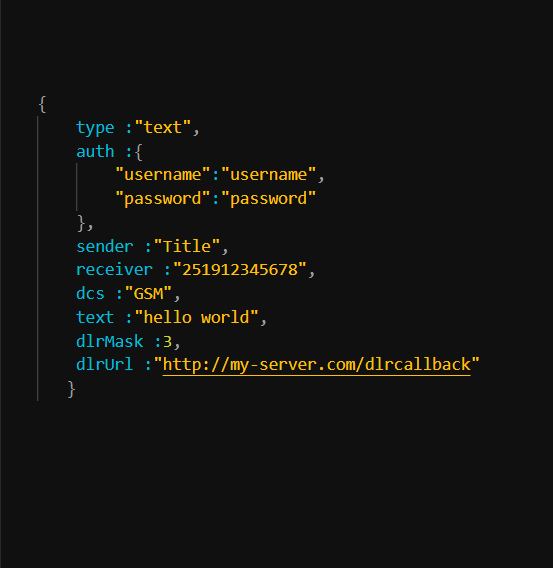 {
type :"text",
auth :{
"username":"username",
"password":"password"
},
sender :"Title",
receiver :"251912345678",
dcs :"GSM",
text :"hello world",
dlrMask :3,
dlrUrl :"http://my-server.com/dlrcallback"
}